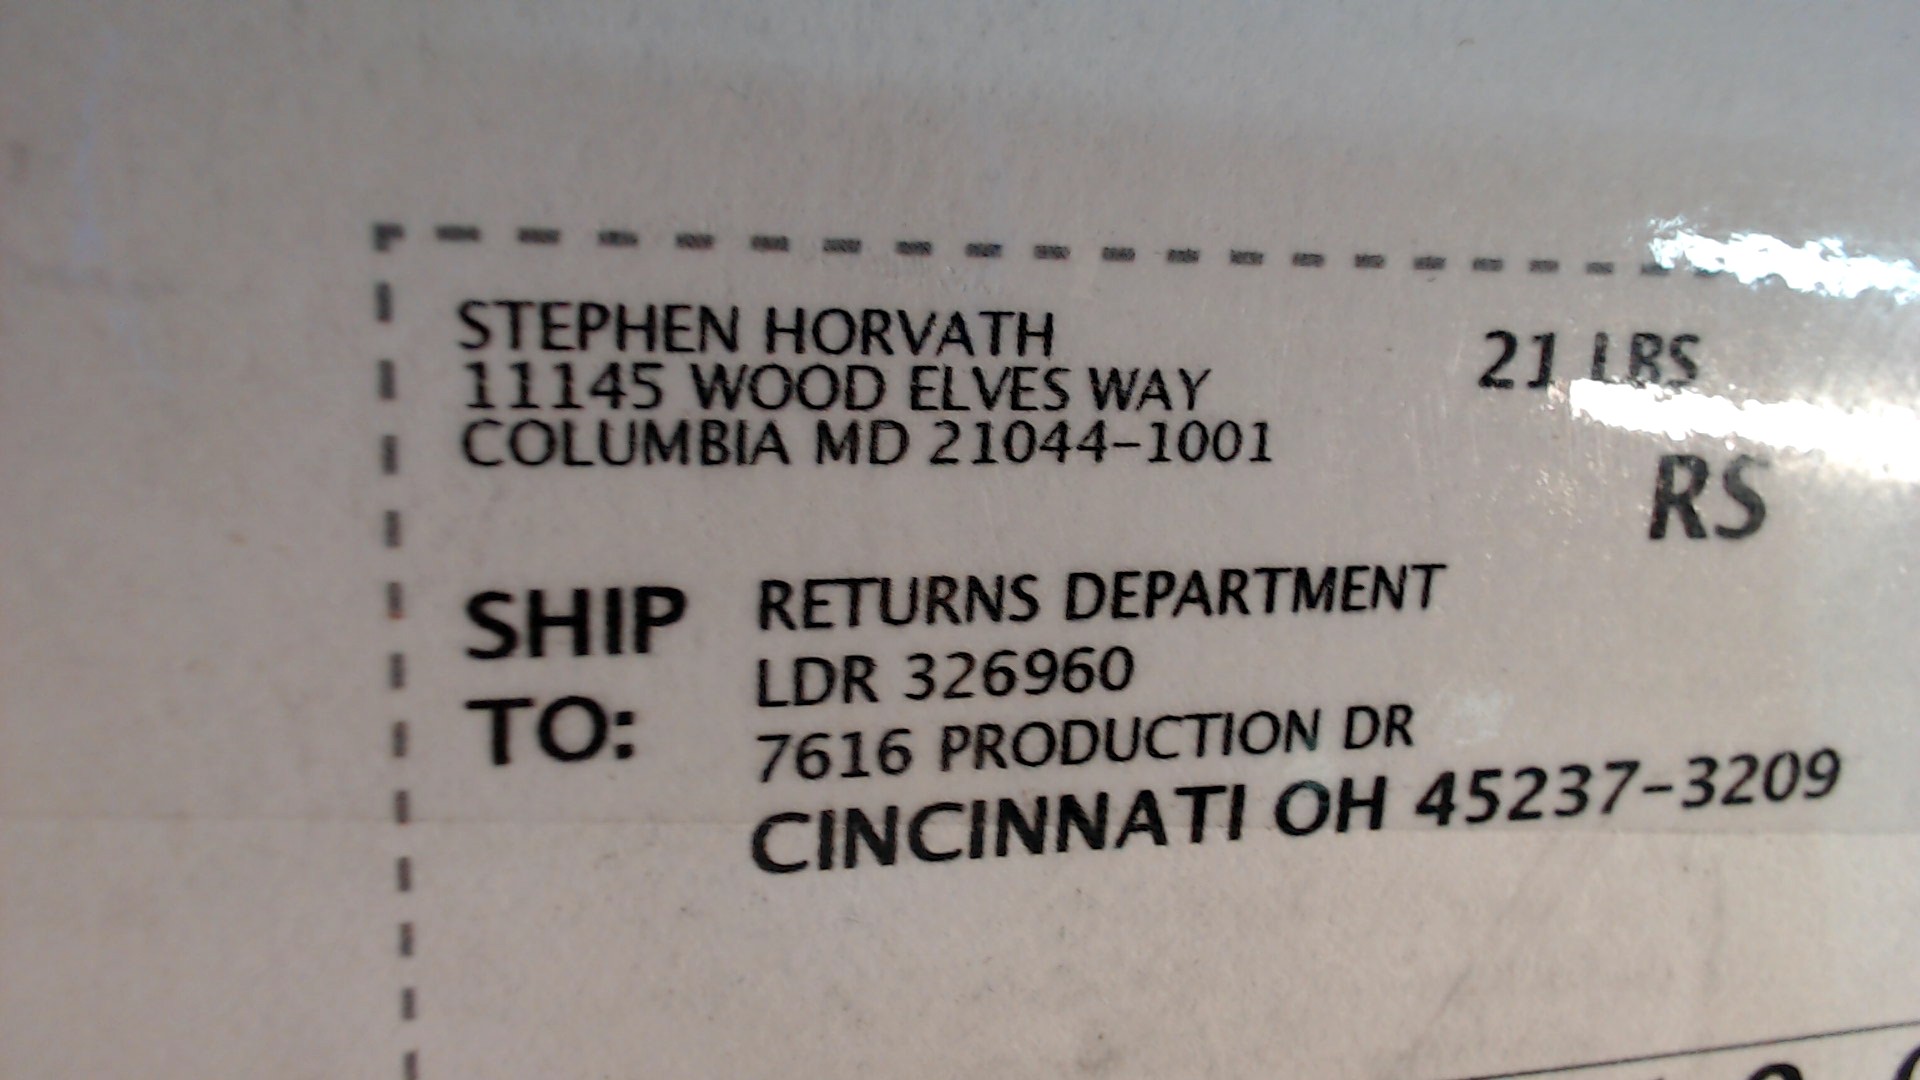 STEPHEN HORVATH
11145 WOOD ELVES WAY
COLUMBIA MD 21044-1001
21 LBS
RS
SHIP TO:
RETURNS DEPARTMENT
LDR 326960
7616 PRODUCTION DR
CINCINNATI OH 45237-3209